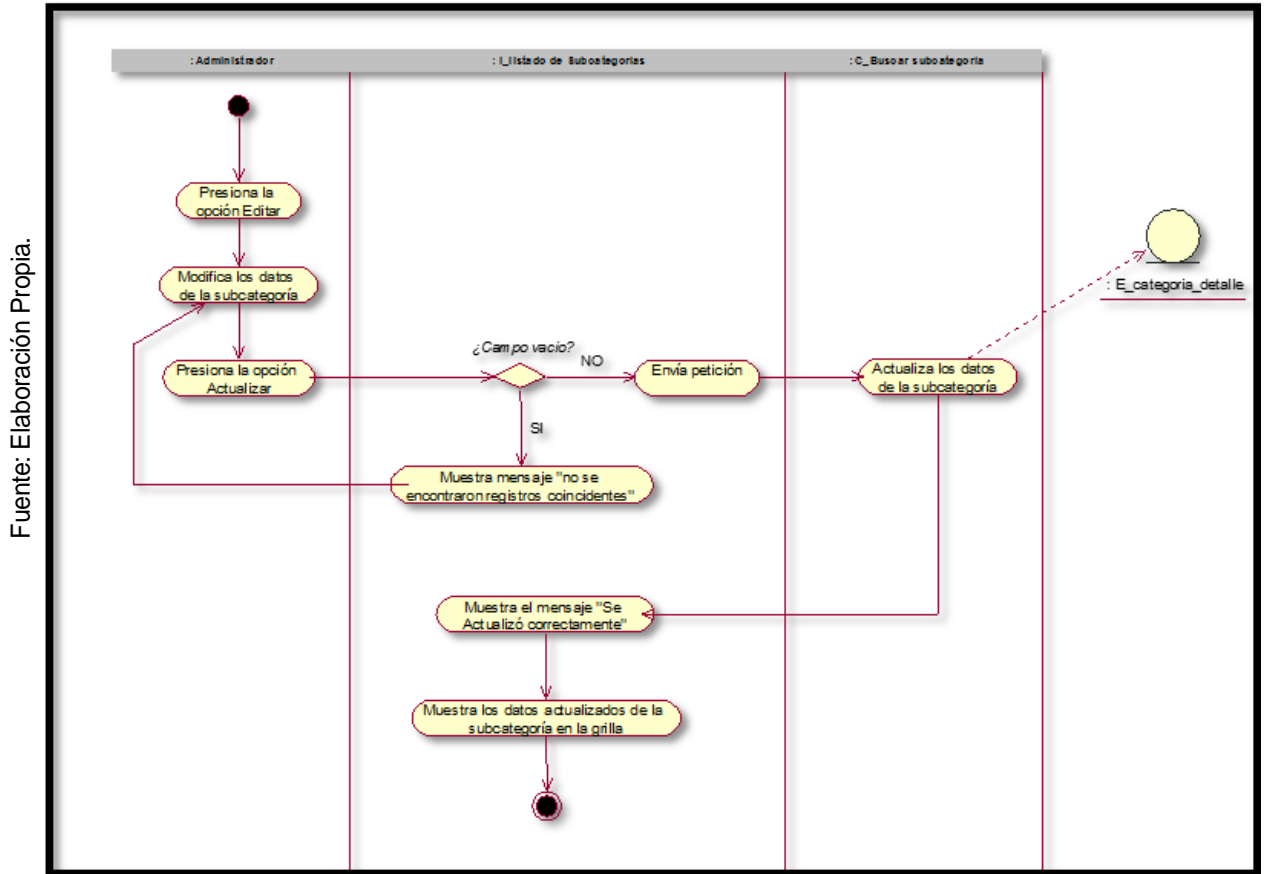 Fuente: Elaboración Propia.
: Administrador
: I_listado de Subcategorias
: C_Buscar subcategoria
Presiona la
opción Editar
Modifica los datos
de la subcategoría
Presiona la opción
Actualizar
¿Campo vacio?
NO
Envía petición
Actualiza los datos
de la subcategoría
: E_categoria_detalle
SI
Muestra mensaje "no se
encontraron registros coincidentes"
Muestra el mensaje "Se
Actualizó correctamente"
Muestra los datos actualizados de la
subcategoría en la grilla